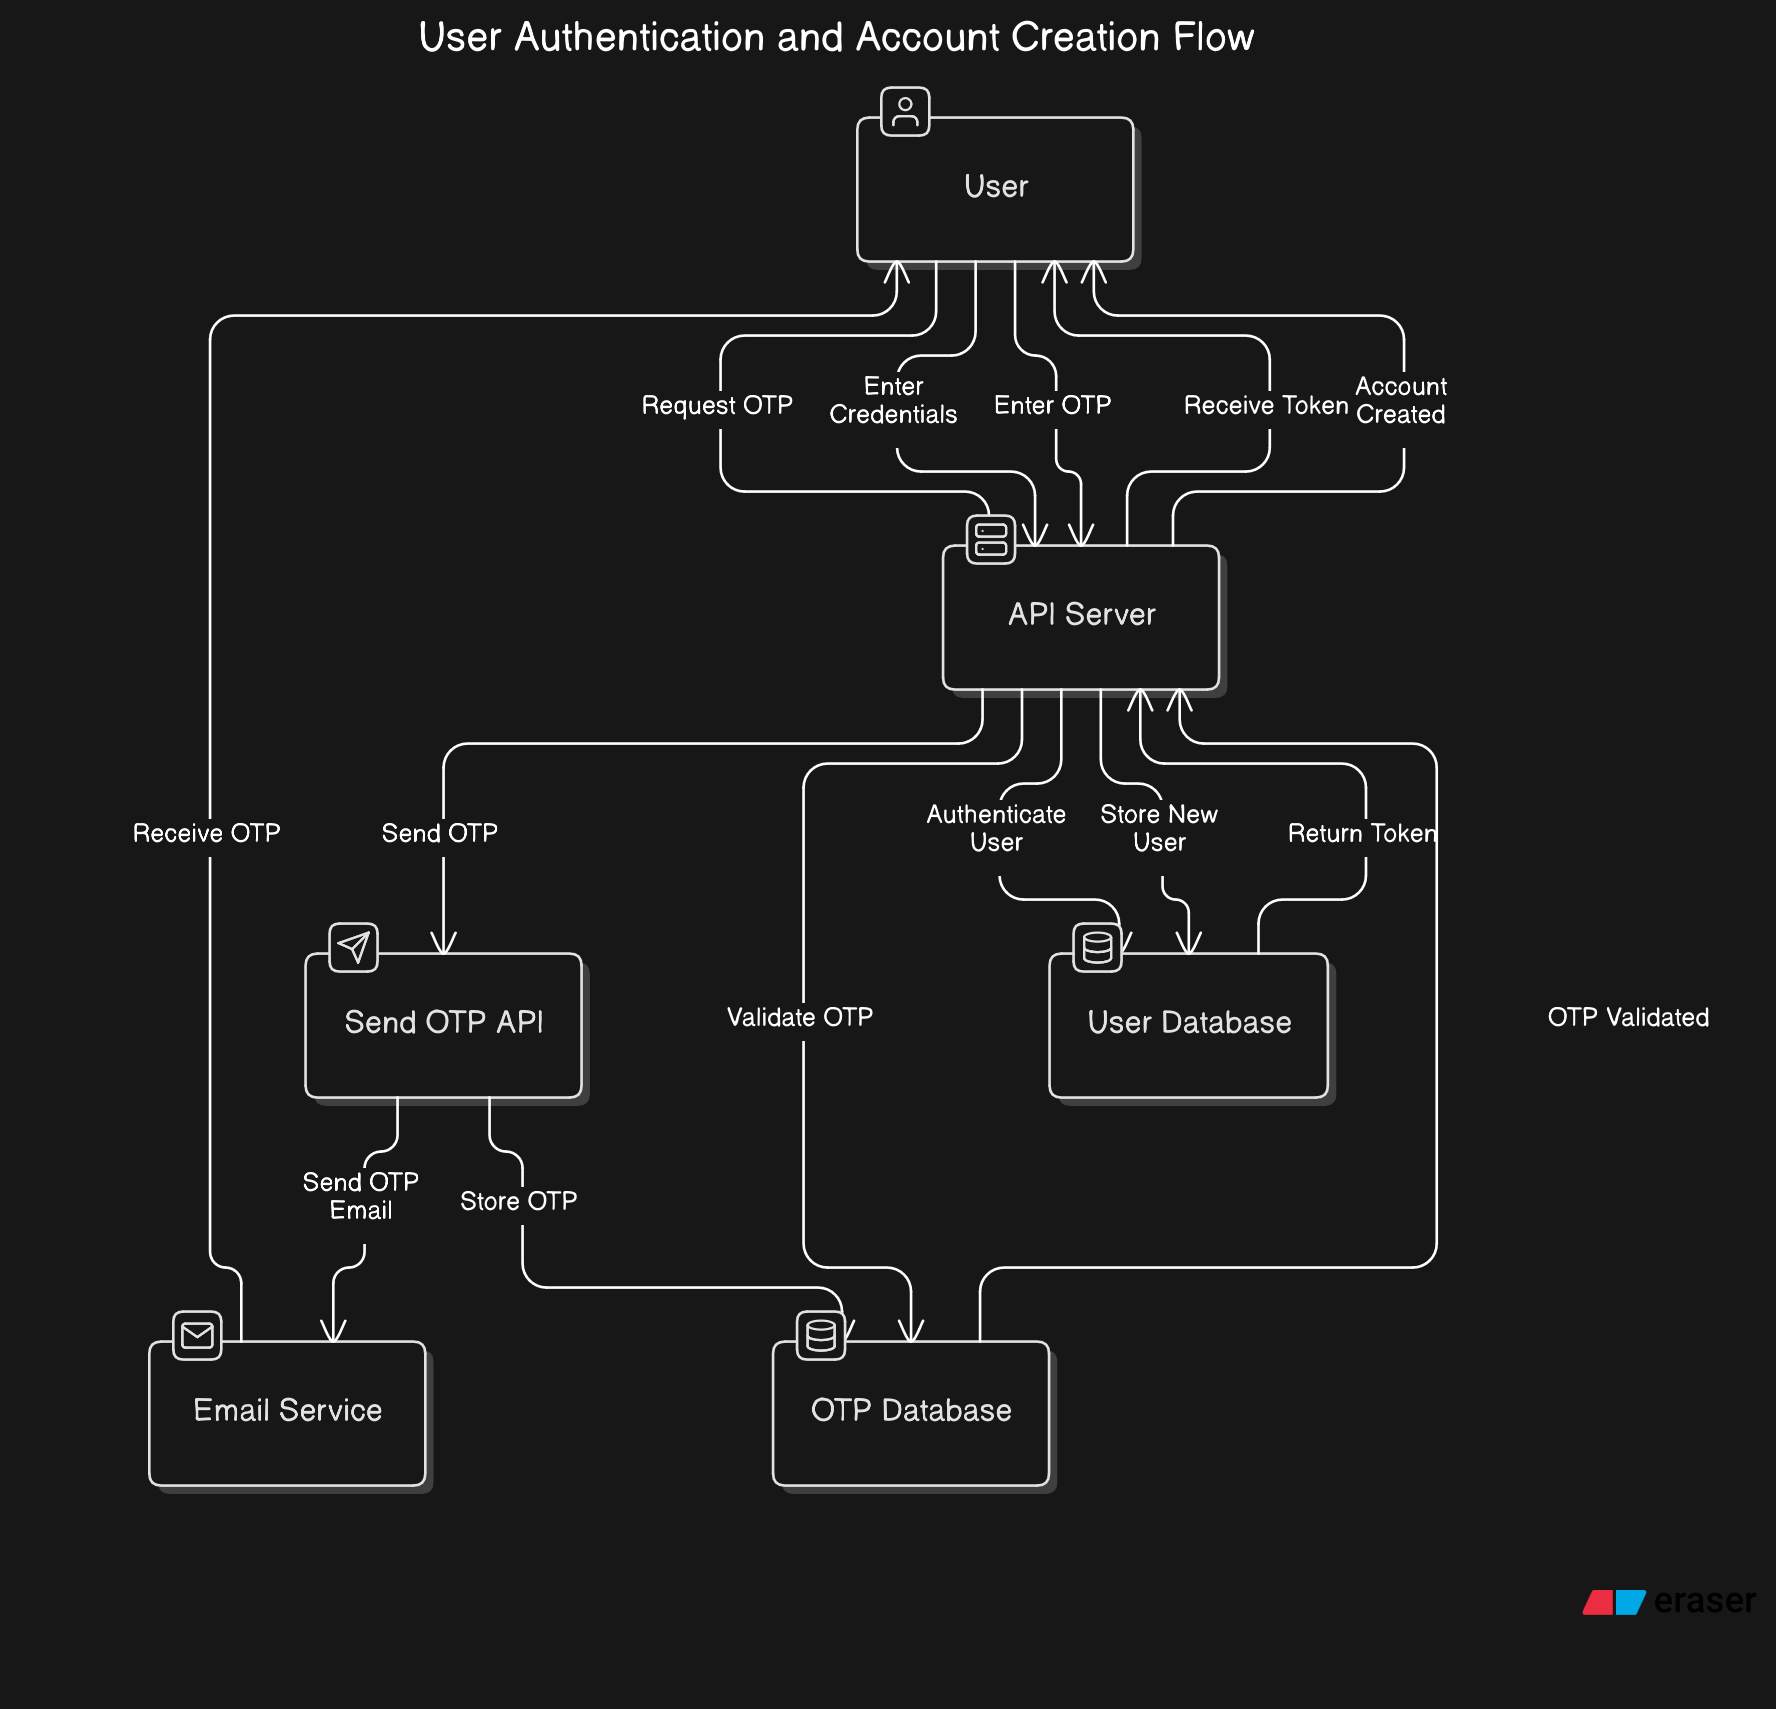 User Authentication and Account Creation Flow
User
Request OTP
Enter
Credentials
Enter OTP
Receive Token
Account
Created
API Server
Receive OTP
Send OTP
Authenticate
User
Store New
User
Return Token
Send OTP API
Validate OTP
User Database
OTP Validated
Send OTP
Email
Store OTP
Email Service
OTP Database
eraser